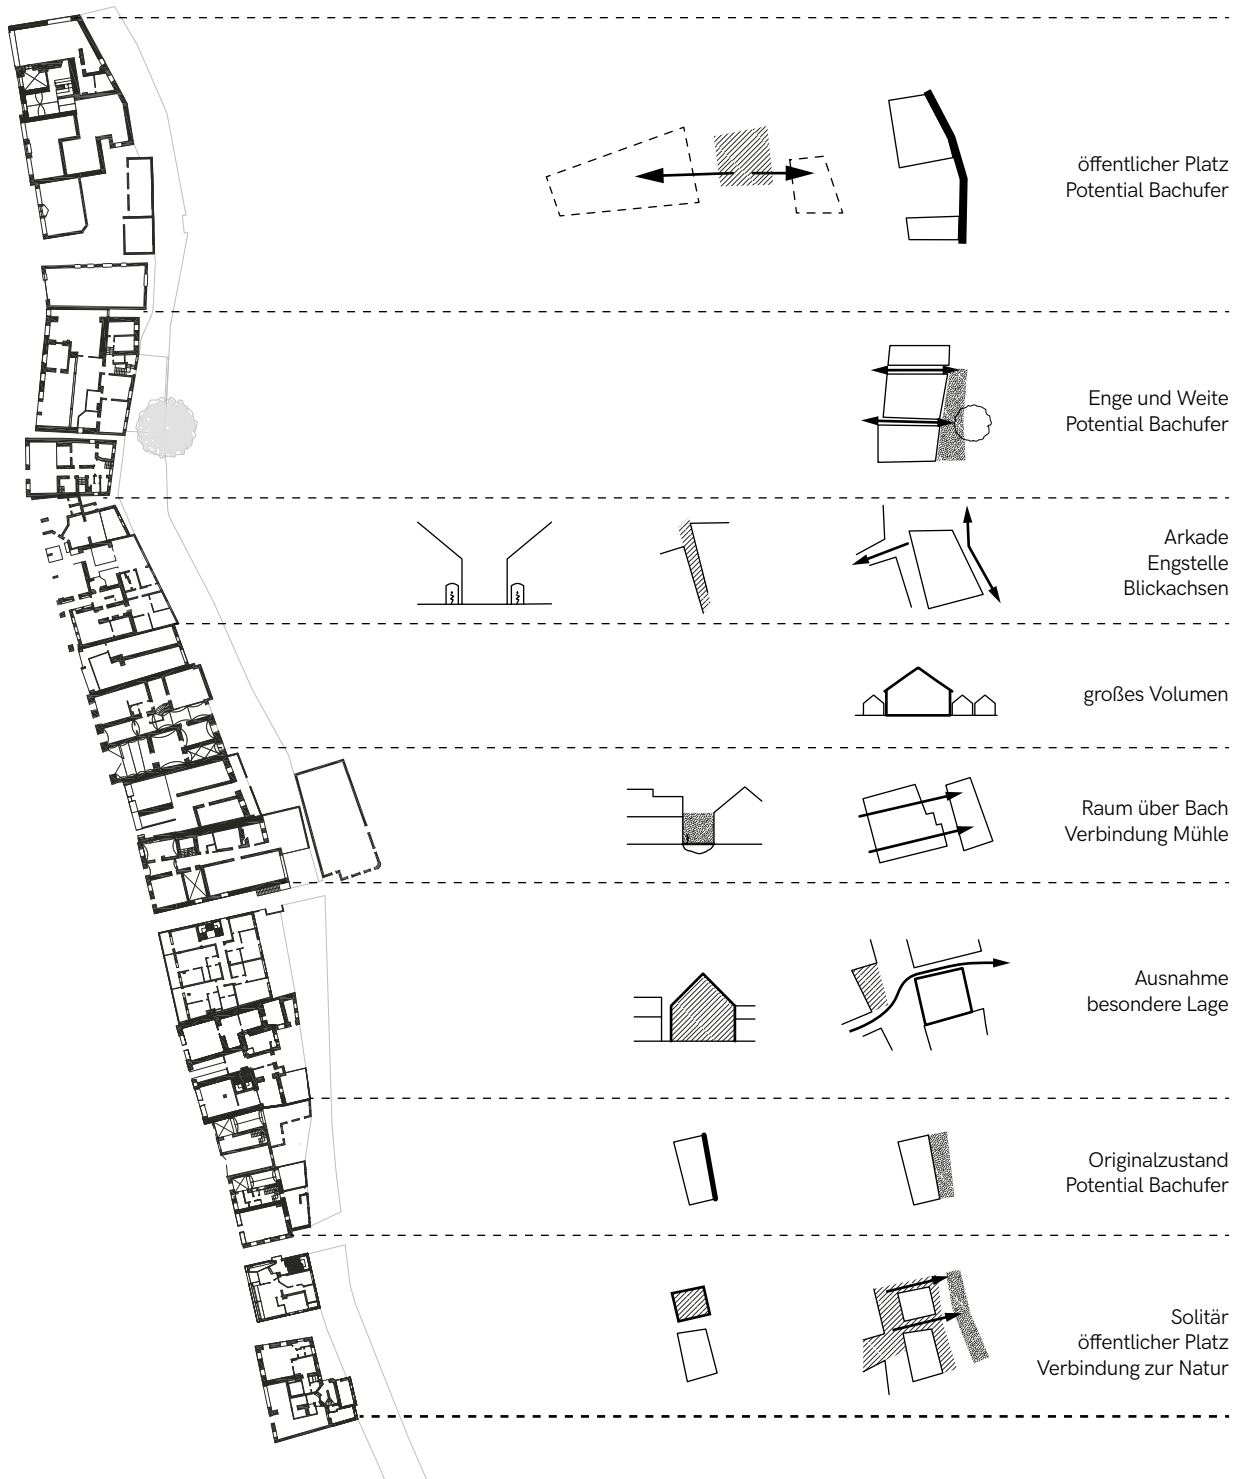 öffentlicher Platz
Potential Bachufer
Enge und Weite
Potential Bachufer
Arkade
Engstelle
Blickachsen
großes Volumen
Raum über Bach
Verbindung Mühle
Ausnahme
besondere Lage
Originalzustand
Potential Bachufer
Solitär
öffentlicher Platz
Verbindung zur Natur